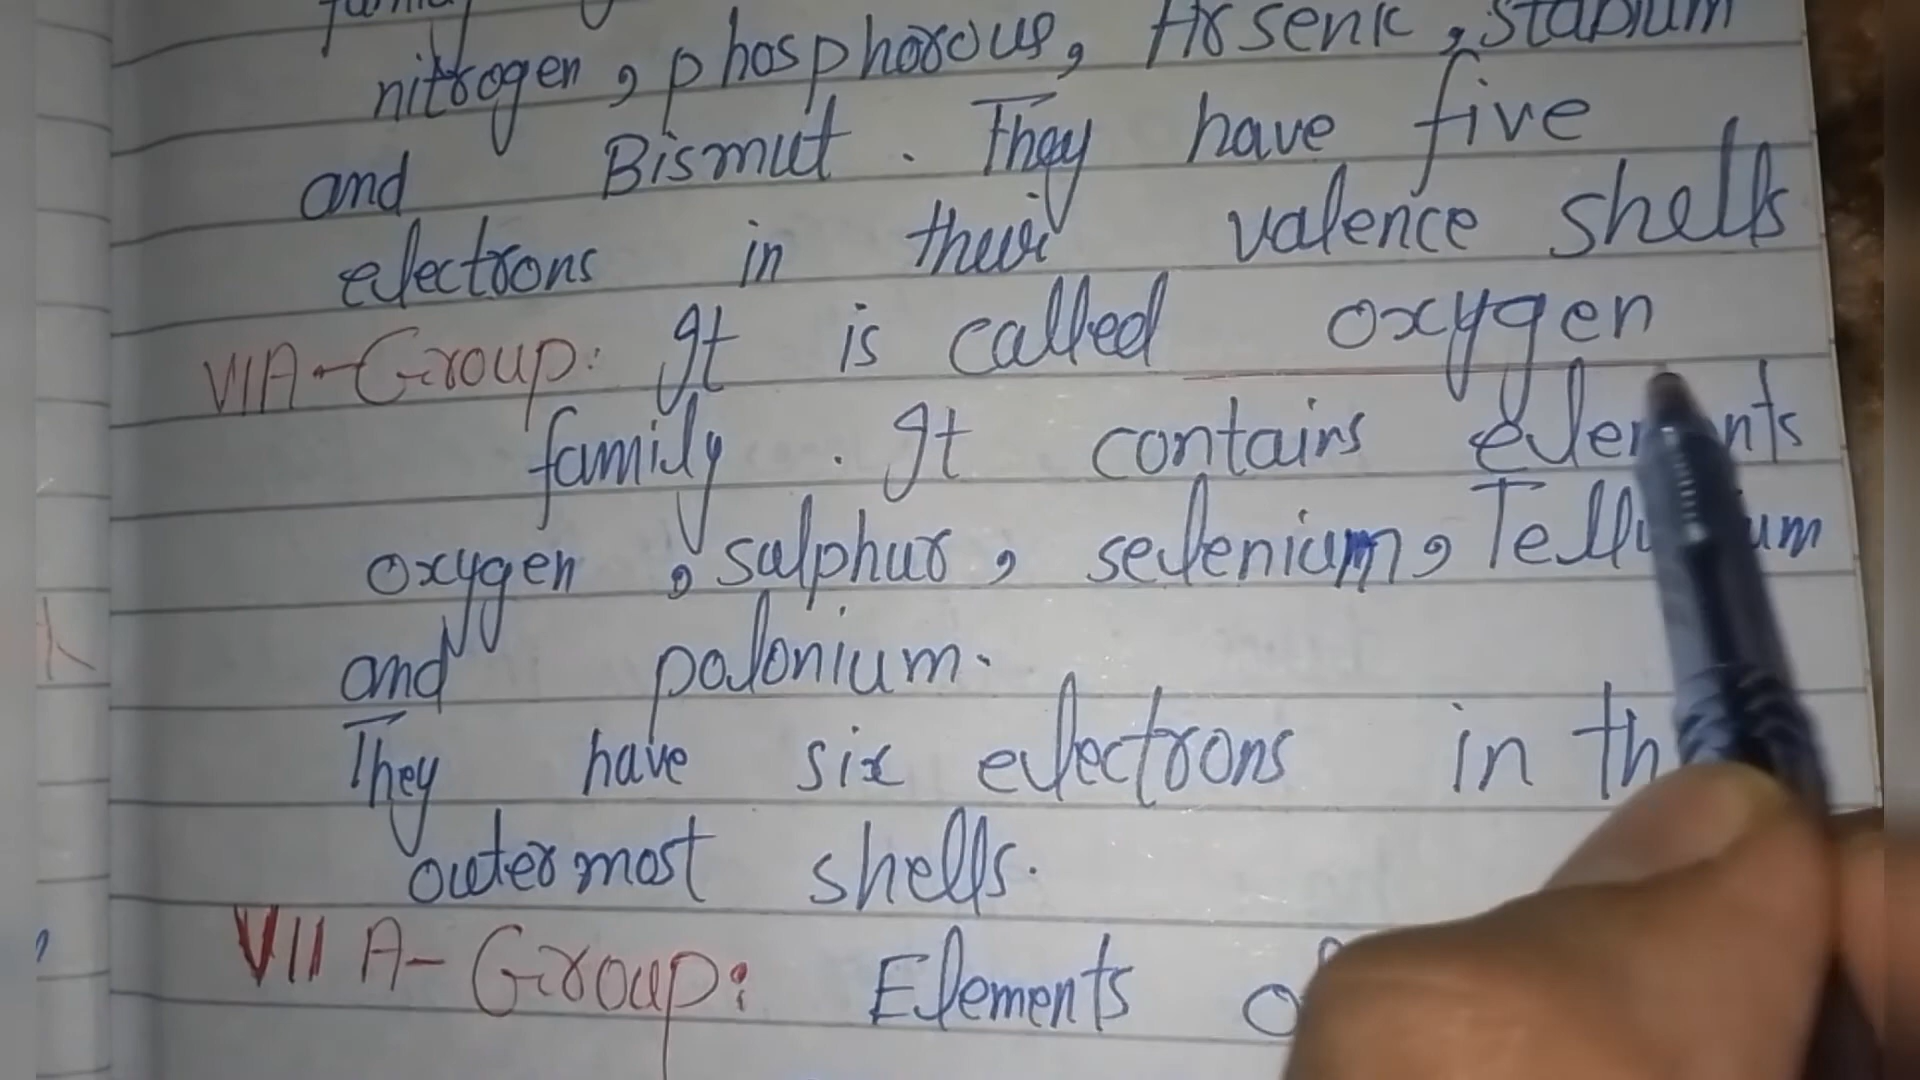 nitrogen, phosphorous, Arsenic, stabium
and Bismut. They have five
electrons in their valence shells
VIA-Group: It is called oxygen
family. It contains elements
oxygen, sulphur, selenium,
and polonium.
They have six electrons in
outermost shells.
VII A-Group: Elements